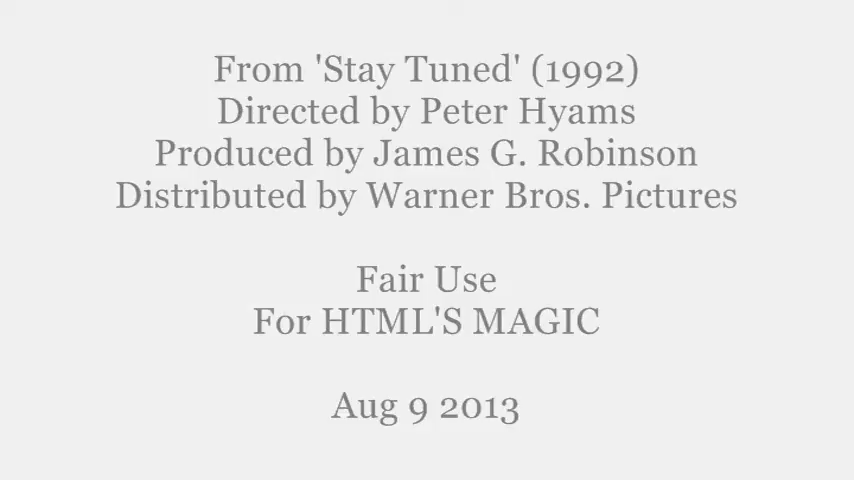 From 'Stay Tuned' (1992)
Directed by Peter Hyams
Produced by James G. Robinson
Distributed by Warner Bros. Pictures
Fair Use
For HTML'S MAGIC
Aug 9 2013